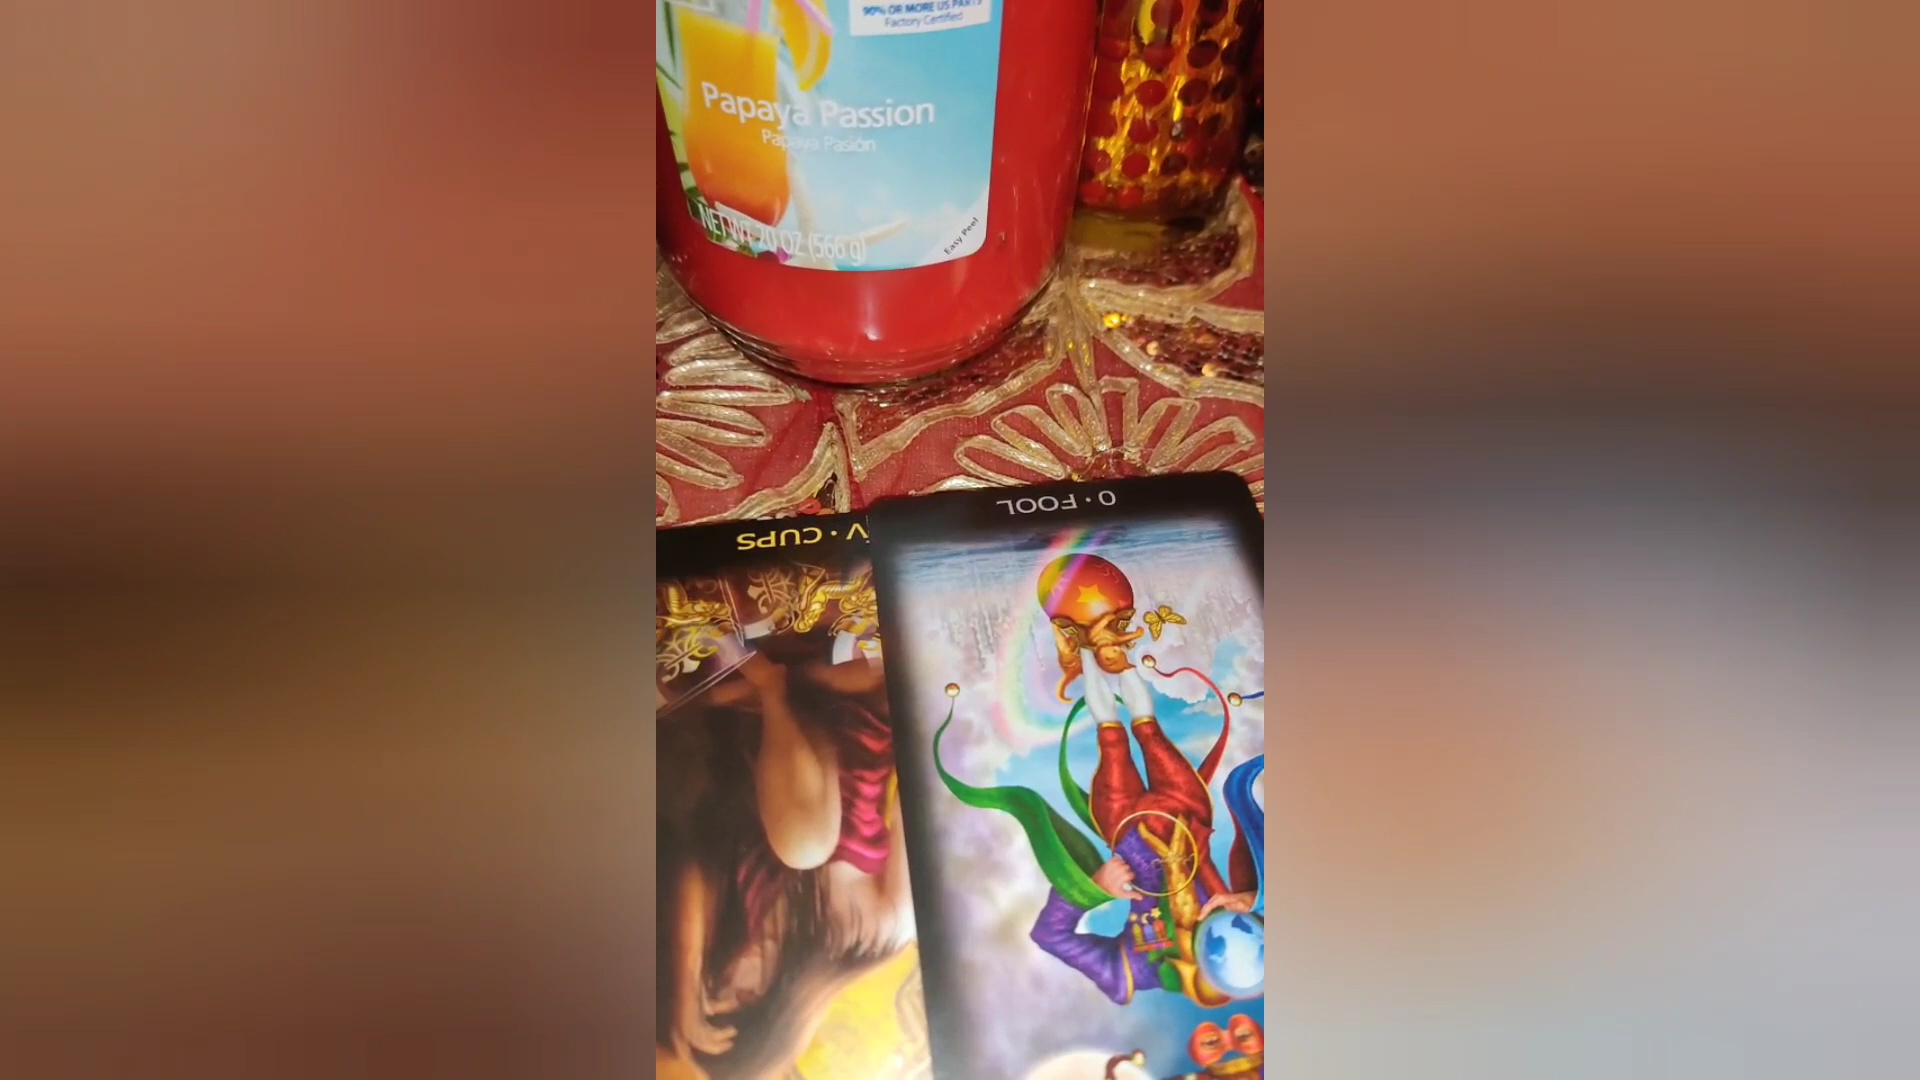 90% OR MORE US PARTS
Factory Certified
Papaya Passion
Papaya Pasión
NET WT 20 OZ (566 g)
Easy Peel
0 • FOOL
V • CUPS